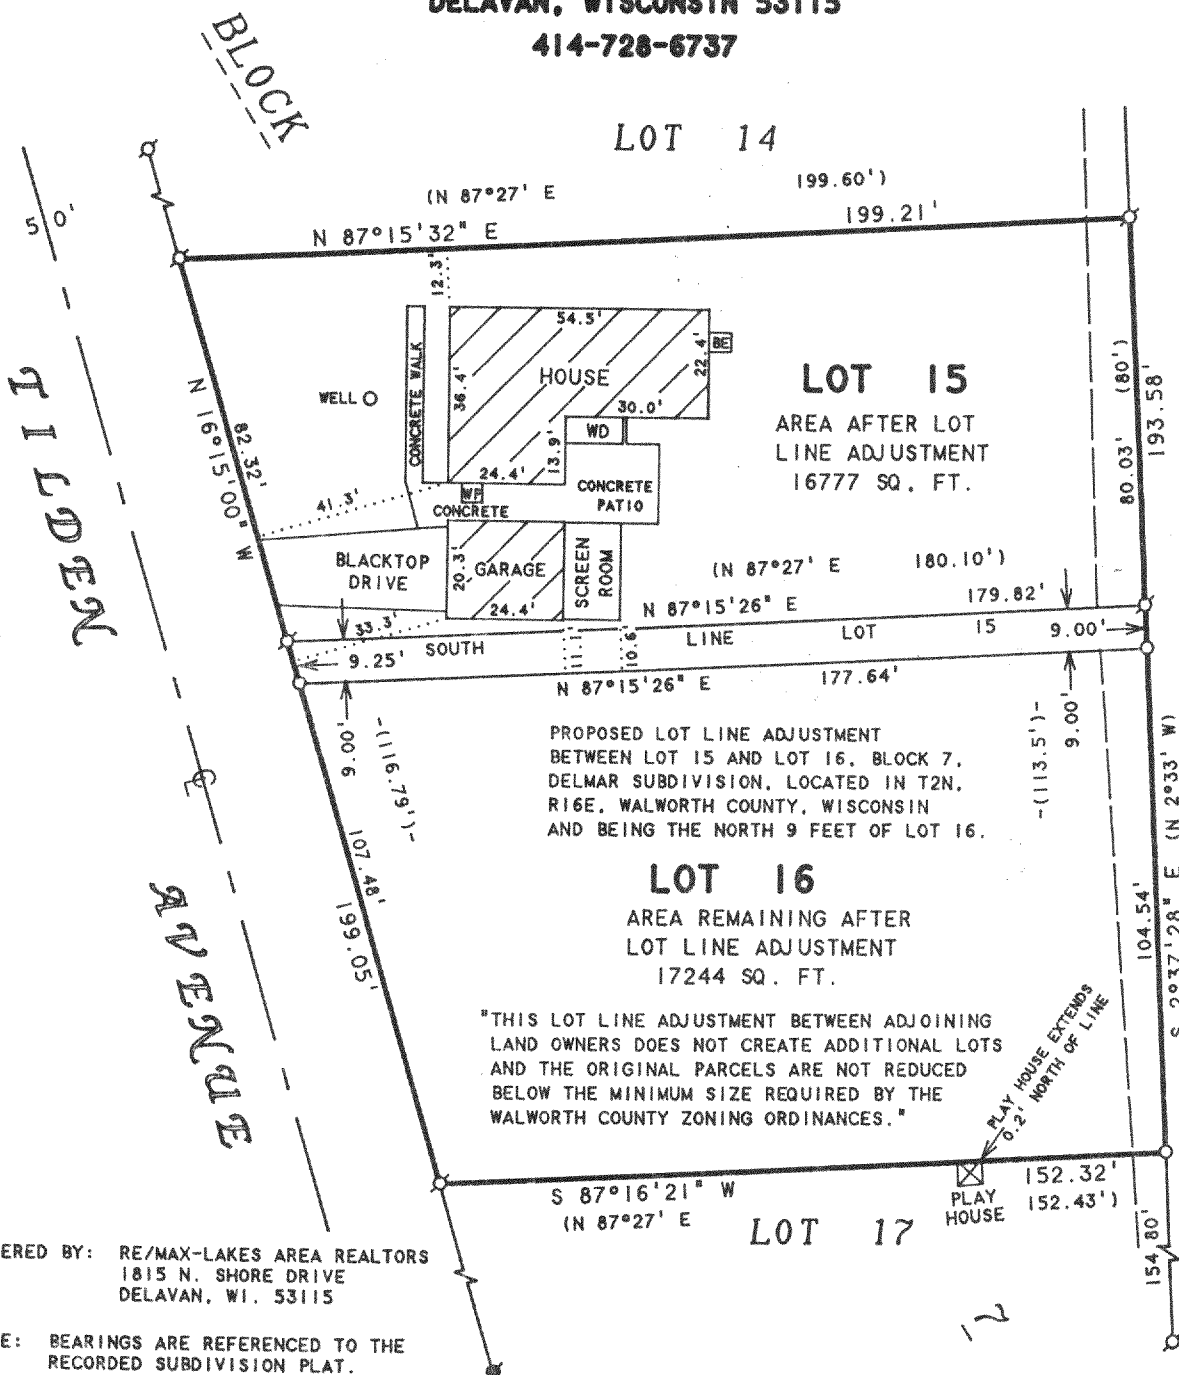 DELAVAN, WISCONSIN 53115
414-728-6737
BLOCK
LOT 14
(N 87°27' E 199.60')
N 87°15'32" E 199.21'
50'
12.3'
54.5'
HOUSE
36.4'
22.4'
BE
30.0'
WD
13.9'
24.4'
WELL
CONCRETE WALK
LOT 15
AREA AFTER LOT
LINE ADJUSTMENT
16777 SQ. FT.
(80')
80.03'
193.58'
N 16°15'00" W
82.32'
41.3'
WP
CONCRETE
CONCRETE
PATIO
BLACKTOP
DRIVE
20.3'
GARAGE
24.4'
SCREEN
ROOM
(N 87°27' E 180.10')
N 87°15'26" E 179.82'
33.3'
SOUTH LINE LOT 15
9.00'
9.25'
11.1
10.6
N 87°15'26" E 177.64'
9.00'
-(116.79')-
9.00'
-(113.5')-
TILDEN
AVENUE
PROPOSED LOT LINE ADJUSTMENT
BETWEEN LOT 15 AND LOT 16, BLOCK 7,
DELMAR SUBDIVISION, LOCATED IN T2N,
R16E, WALWORTH COUNTY, WISCONSIN
AND BEING THE NORTH 9 FEET OF LOT 16.
107.48'
199.05'
LOT 16
AREA REMAINING AFTER
LOT LINE ADJUSTMENT
17244 SQ. FT.
104.54'
S 2°37'28" E (N 2°33' W)
"THIS LOT LINE ADJUSTMENT BETWEEN ADJOINING
LAND OWNERS DOES NOT CREATE ADDITIONAL LOTS
AND THE ORIGINAL PARCELS ARE NOT REDUCED
BELOW THE MINIMUM SIZE REQUIRED BY THE
WALWORTH COUNTY ZONING ORDINANCES."
PLAY HOUSE EXTENDS
0.2' NORTH OF LINE
S 87°16'21" W 152.32'
(N 87°27' E 152.43')
PLAY
HOUSE
LOT 17
154.80'
7
ERED BY: RE/MAX-LAKES AREA REALTORS
1815 N. SHORE DRIVE
DELAVAN, WI. 53115
E: BEARINGS ARE REFERENCED TO THE
RECORDED SUBDIVISION PLAT.